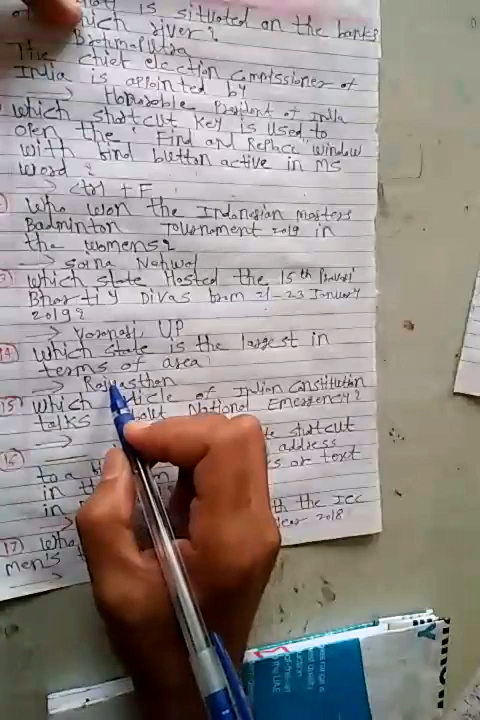 is situated on the banks
of which river?
Brhmaputra
The chief election commissioner of
India is appointed by
→ Honorable President of India
which shortcut key is used to
open the "Find and Replace" window
with find button active in MS
Word?
→ Ctrl + F
Who won the Indonesian masters
Badminton Tournament 2019 in
the womens?
→ Saina Nehwal
which state Hosted the 15th Pravasi
Bhartiy Divas from 21-23 January
2019?
→ Varanasi, UP
14) which state is the largest in
terms of area
→ Rajasthan
15) which article of Indian Constitution
talks about National Emergency?
→
16) shortcut
to a address
in or text
in
→
17) Who the ICC
men's year 2018
→